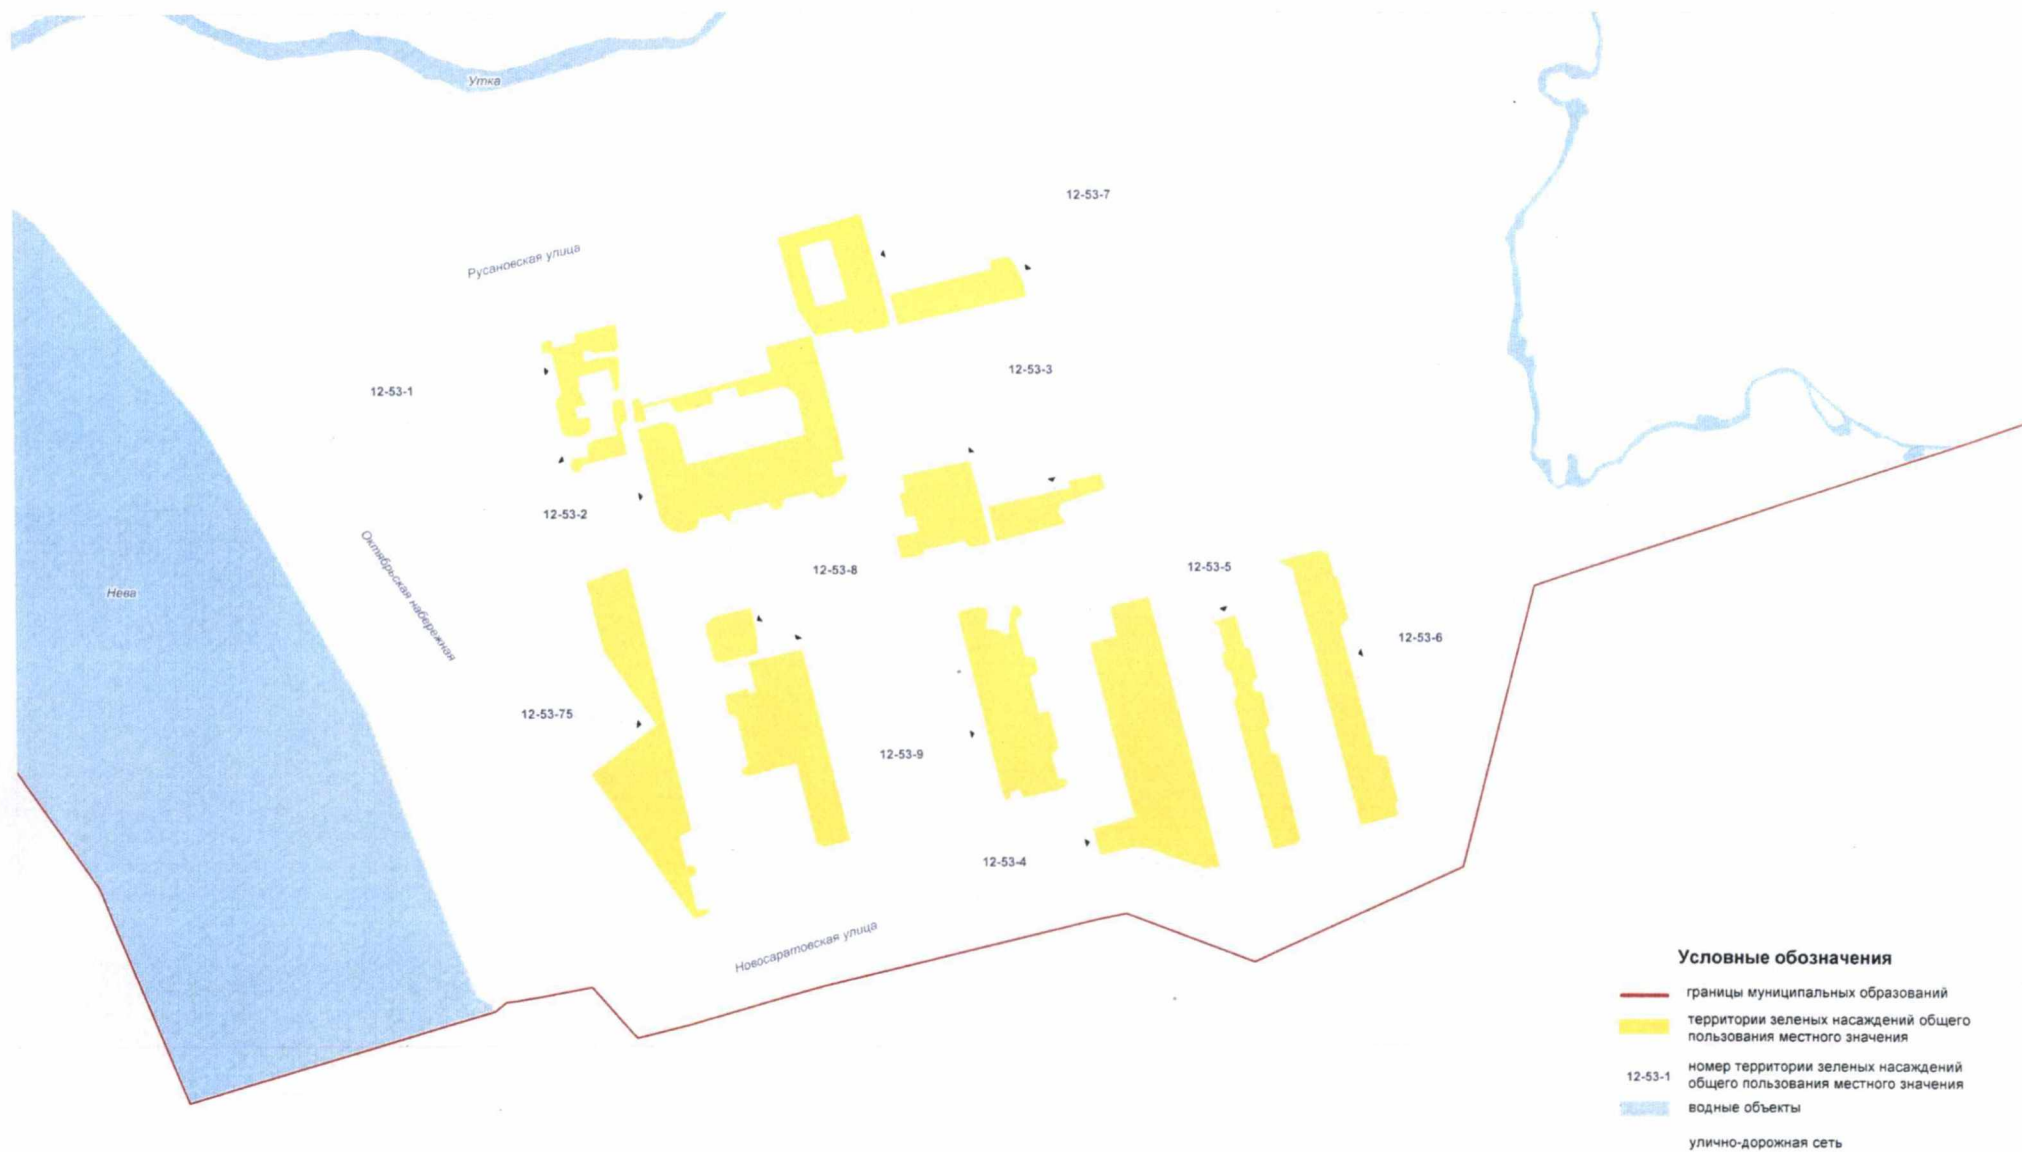 Утка
12-53-7
Русановская улица
12-53-3
12-53-1
12-53-2
Октябрьская набережная
12-53-8
12-53-5
Нева
12-53-6
12-53-75
12-53-9
12-53-4
Новосаратовская улица
Условные обозначения
границы муниципальных образований
территории зеленых насаждений общего
пользования местного значения
12-53-1
номер территории зеленых насаждений
общего пользования местного значения
водные объекты
улично-дорожная сеть